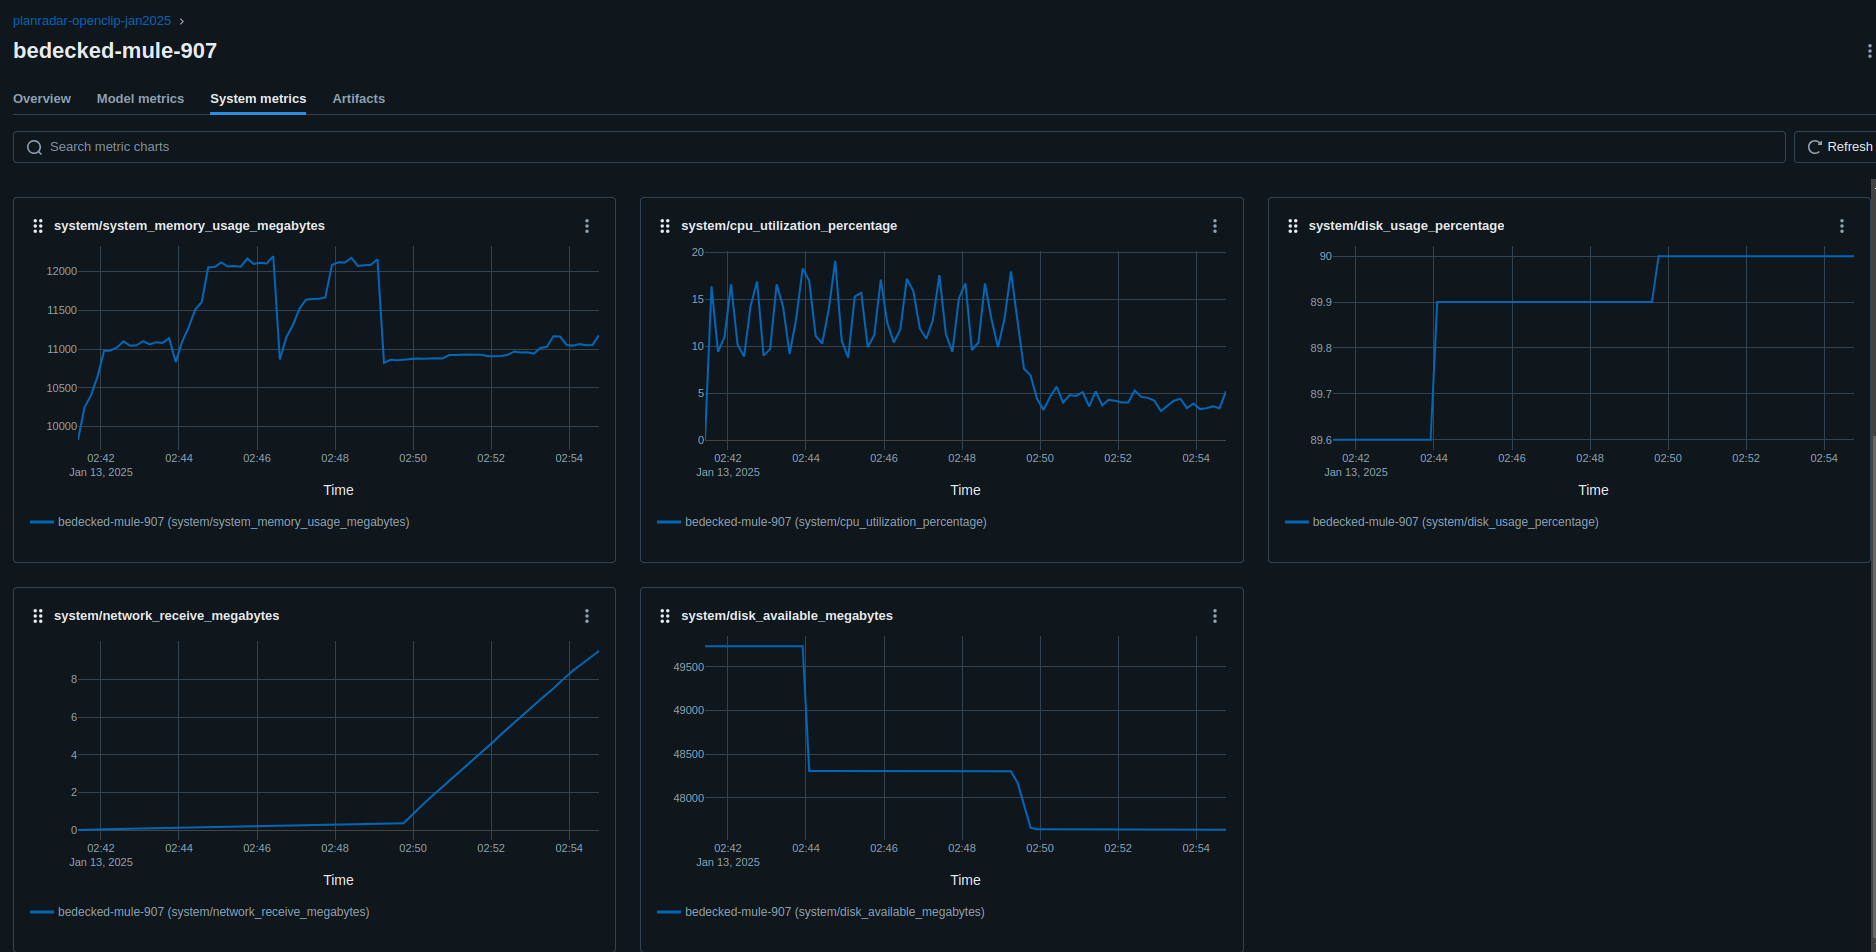 planradar-openclip-jan2025 ›
bedecked-mule-907
Overview Model metrics System metrics Artifacts
Search metric charts
Refresh
system/system_memory_usage_megabytes
12000
11500
11000
10500
10000
02:42 02:44 02:46 02:48 02:50 02:52 02:54
Jan 13, 2025
Time
bedecked-mule-907 (system/system_memory_usage_megabytes)
system/cpu_utilization_percentage
20
15
10
5
0
02:42 02:44 02:46 02:48 02:50 02:52 02:54
Jan 13, 2025
Time
bedecked-mule-907 (system/cpu_utilization_percentage)
system/disk_usage_percentage
90
89.9
89.8
89.7
89.6
02:42 02:44 02:46 02:48 02:50 02:52 02:54
Jan 13, 2025
Time
bedecked-mule-907 (system/disk_usage_percentage)
system/network_receive_megabytes
8
6
4
2
0
02:42 02:44 02:46 02:48 02:50 02:52 02:54
Jan 13, 2025
Time
bedecked-mule-907 (system/network_receive_megabytes)
system/disk_available_megabytes
49500
49000
48500
48000
02:42 02:44 02:46 02:48 02:50 02:52 02:54
Jan 13, 2025
Time
bedecked-mule-907 (system/disk_available_megabytes)